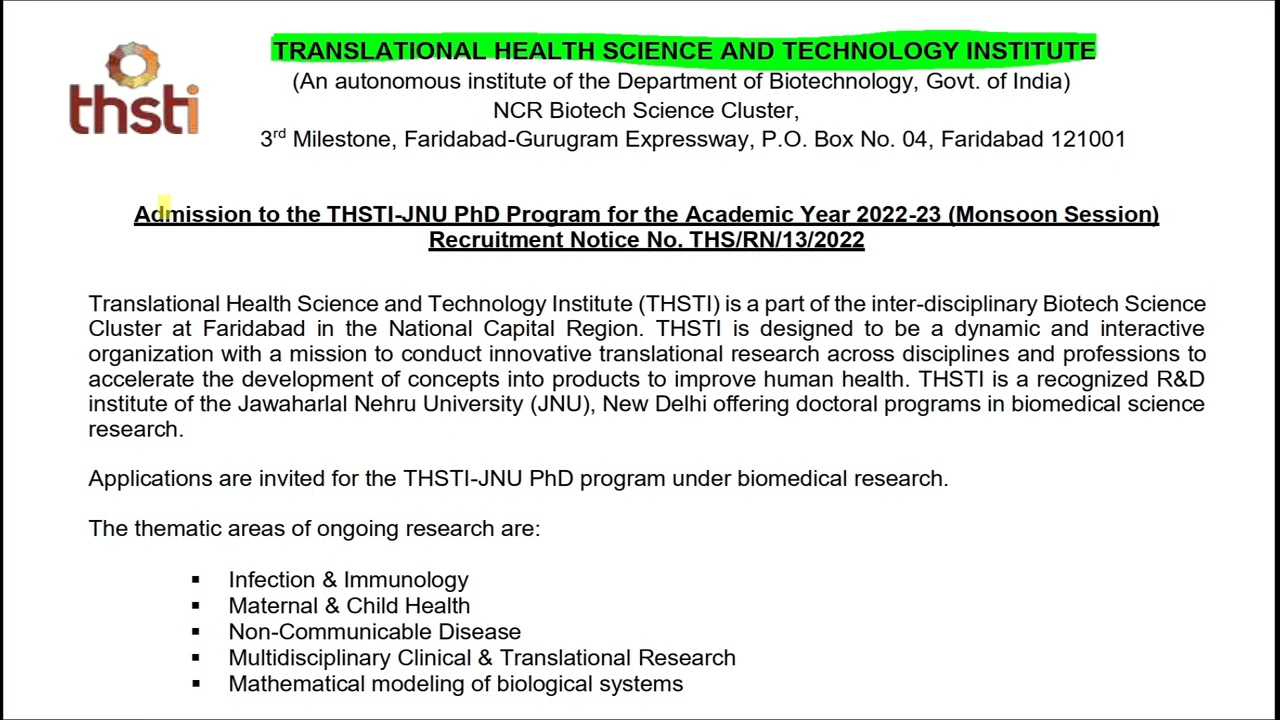 thsti
TRANSLATIONAL HEALTH SCIENCE AND TECHNOLOGY INSTITUTE
(An autonomous institute of the Department of Biotechnology, Govt. of India)
NCR Biotech Science Cluster,
3rd Milestone, Faridabad-Gurugram Expressway, P.O. Box No. 04, Faridabad 121001
Admission to the THSTI-JNU PhD Program for the Academic Year 2022-23 (Monsoon Session)
Recruitment Notice No. THS/RN/13/2022
Translational Health Science and Technology Institute (THSTI) is a part of the inter-disciplinary Biotech Science
Cluster at Faridabad in the National Capital Region. THSTI is designed to be a dynamic and interactive
organization with a mission to conduct innovative translational research across disciplines and professions to
accelerate the development of concepts into products to improve human health. THSTI is a recognized R&D
institute of the Jawaharlal Nehru University (JNU), New Delhi offering doctoral programs in biomedical science
research.
Applications are invited for the THSTI-JNU PhD program under biomedical research.
The thematic areas of ongoing research are:
▪ Infection & Immunology
▪ Maternal & Child Health
▪ Non-Communicable Disease
▪ Multidisciplinary Clinical & Translational Research
▪ Mathematical modeling of biological systems